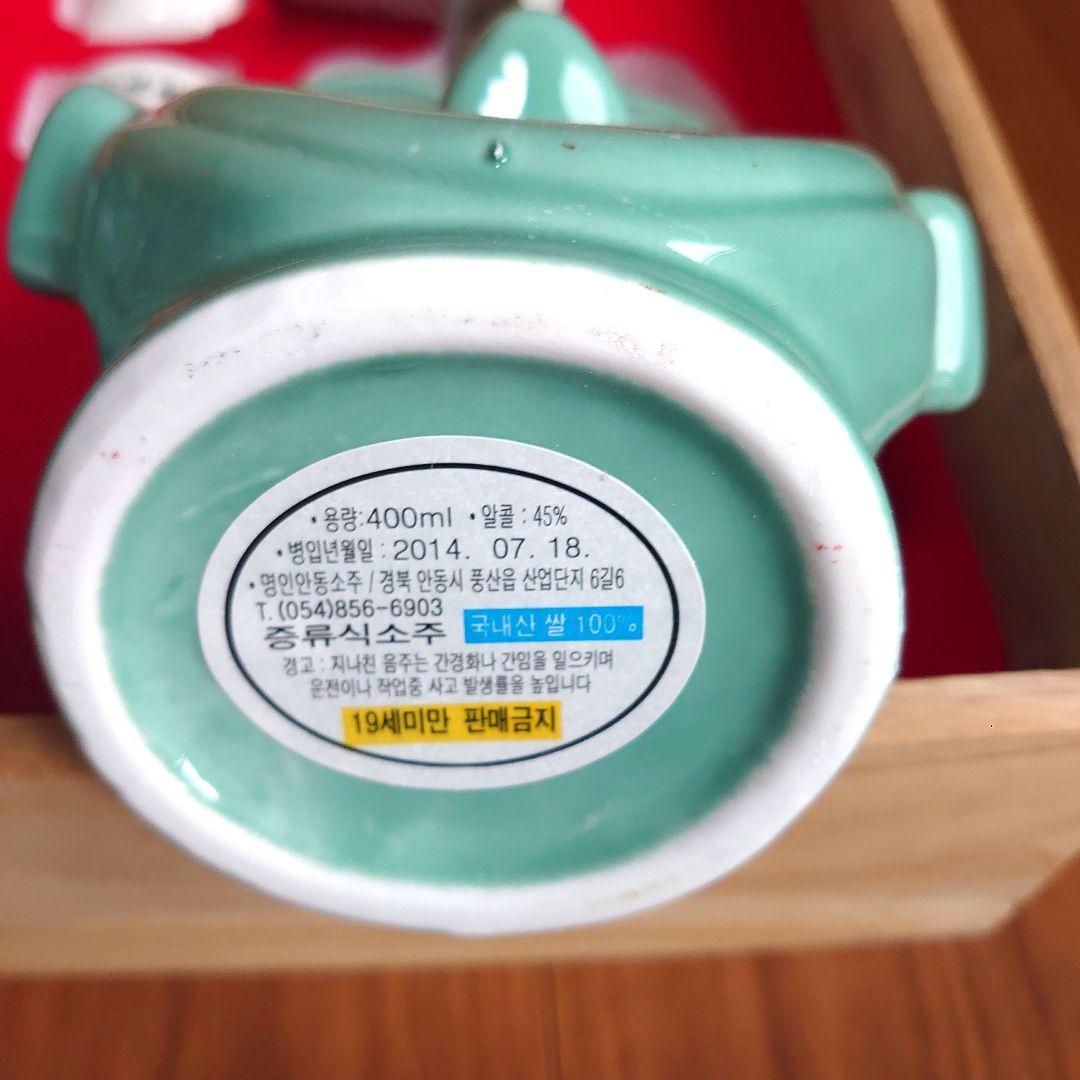 •용량:400ml •알콜 : 45%
•병입년월일 : 2014. 07. 18.
•명인안동소주 / 경북 안동시 풍산읍 산업단지 6길6
T.(054)856-6903
증류식소주 국내산 쌀 100%
경고 : 지나친 음주는 간경화나 간암을 일으키며
운전이나 작업중 사고 발생률을 높입니다
19세미만 판매금지